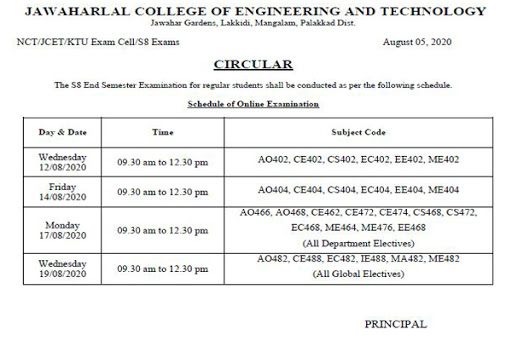 JAWAHARLAL COLLEGE OF ENGINEERING AND TECHNOLOGY
Jawahar Gardens, Lakkidi, Mangalam, Palakkad Dist.
NCT/JCET/KTU Exam Cell/S8 Exams August 05, 2020
CIRCULAR
The S8 End Semester Examination for regular students shall be conducted as per the following schedule.
Schedule of Online Examination
Day & Date Time Subject Code
Wednesday
12/08/2020 09.30 am to 12.30 pm AO402, CE402, CS402, EC402, EE402, ME402
Friday
14/08/2020 09.30 am to 12.30 pm AO404, CE404, CS404, EC404, EE404, ME404
Monday
17/08/2020 09.30 am to 12.30 pm AO466, AO468, CE462, CE472, CE474, CS468, CS472,
EC468, ME464, ME476, EE468
(All Department Electives)
Wednesday
19/08/2020 09.30 am to 12.30 pm AO482, CE488, EC482, IE488, MA482, ME482
(All Global Electives)
PRINCIPAL